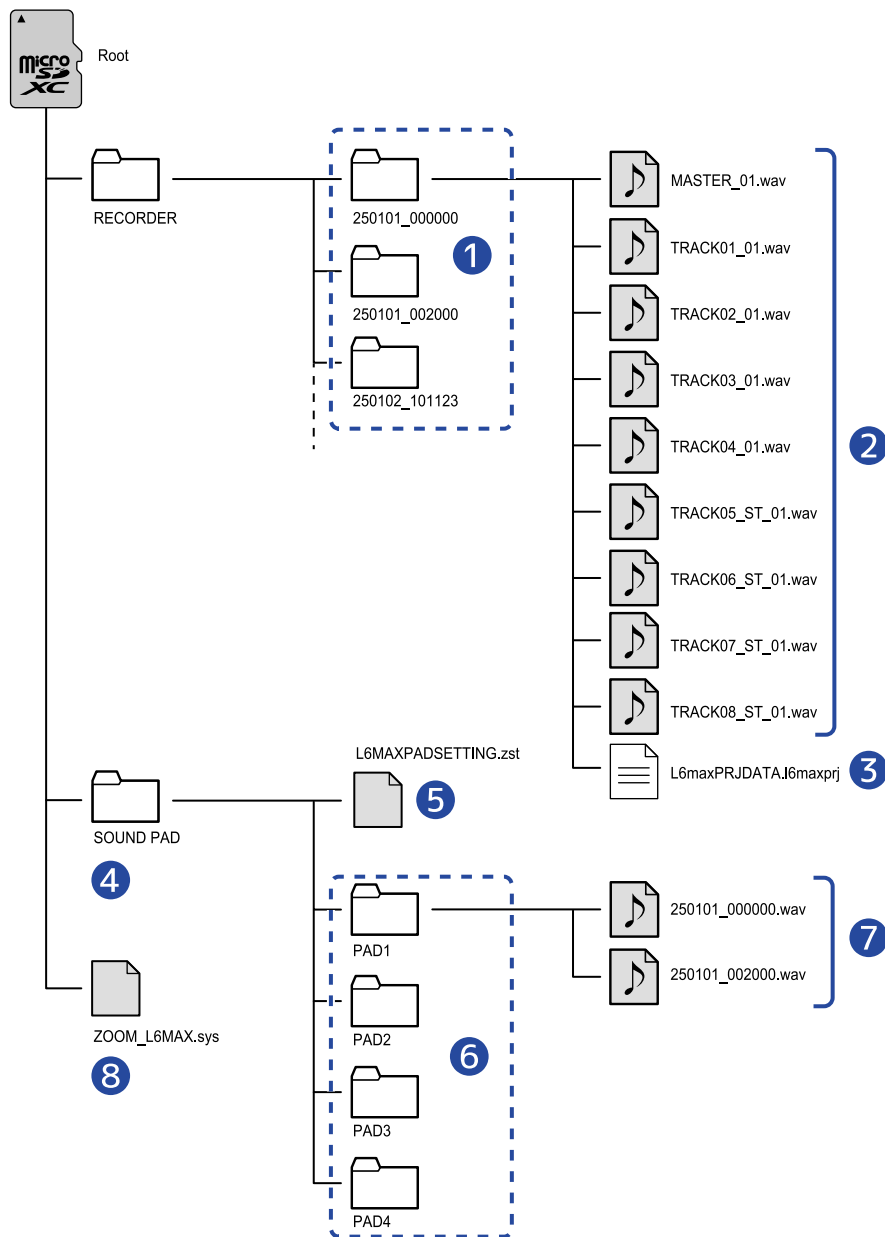 micro
SD
XC
Root
RECORDER
250101_000000
250101_002000
250102_101123
1
MASTER_01.wav
TRACK01_01.wav
TRACK02_01.wav
TRACK03_01.wav
TRACK04_01.wav
TRACK05_ST_01.wav
TRACK06_ST_01.wav
TRACK07_ST_01.wav
TRACK08_ST_01.wav
2
L6maxPRJDATA.l6maxprj
3
SOUND PAD
4
L6MAXPADSETTING.zst
5
PAD1
PAD2
PAD3
PAD4
6
250101_000000.wav
250101_002000.wav
7
ZOOM_L6MAX.sys
8